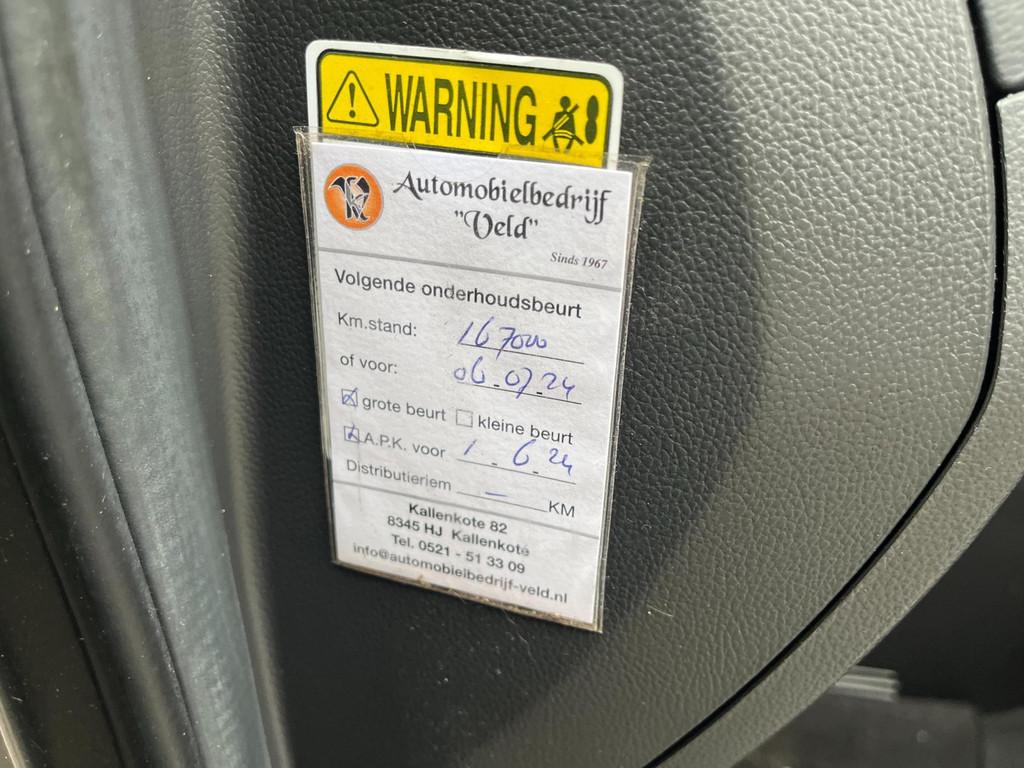 WARNING
Automobielbedrijf
"Veld"
Sinds 1967
Volgende onderhoudsbeurt
Km.stand: 167000
of voor: 06-07-24
grote beurt kleine beurt
A.P.K. voor 1-6-24
Distributieriem — KM
Kallenkote 82
8345 HJ Kallenkote
Tel. 0521 - 51 33 09
info@automobielbedrijf-veld.nl